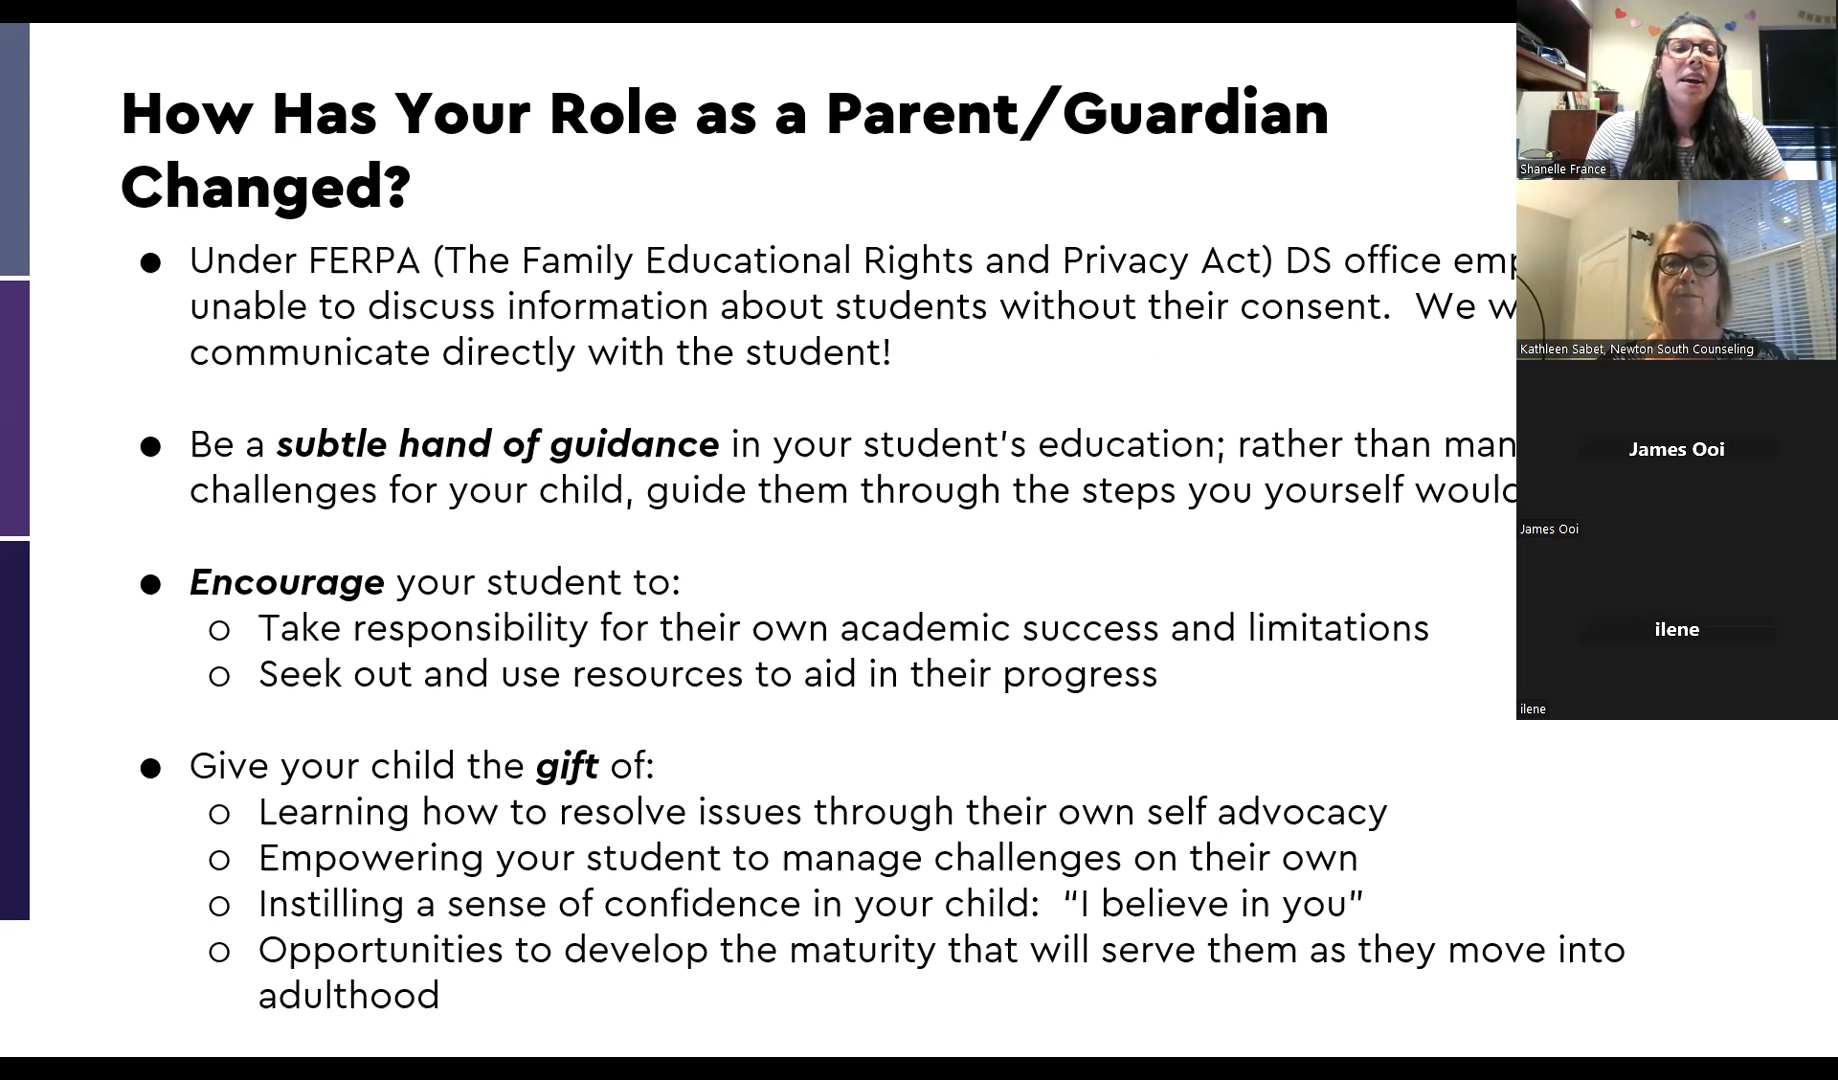 How Has Your Role as a Parent/Guardian
Changed?
● Under FERPA (The Family Educational Rights and Privacy Act) DS office
unable to discuss information about students without their consent.  We
communicate directly with the student!
● Be a subtle hand of guidance in your student's education; rather than
challenges for your child, guide them through the steps you yourself
● Encourage your student to:
○ Take responsibility for their own academic success and limitations
○ Seek out and use resources to aid in their progress
● Give your child the gift of:
○ Learning how to resolve issues through their own self advocacy
○ Empowering your student to manage challenges on their own
○ Instilling a sense of confidence in your child:  “I believe in you”
○ Opportunities to develop the maturity that will serve them as they move into
adulthood
Shanelle France
Kathleen Sabet, Newton South Counseling
James Ooi
James Ooi
ilene
ilene